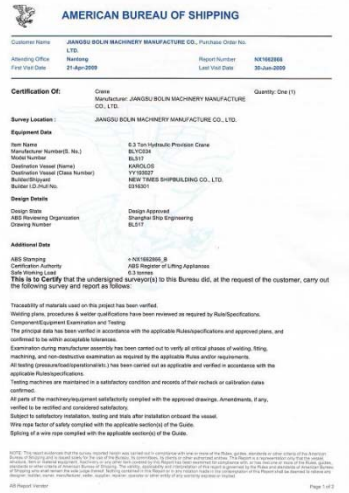 AMERICAN BUREAU OF SHIPPING
Customer Name JIANGSU BOLIN MACHINERY MANUFACTURE CO., LTD. Purchase Order No.
Attending Office Nantong Report Number NX1662866
First Visit Date 21-Apr-2009 Last Visit Date 30-Jun-2009
Certification Of: Crane Quantity: One (1)
Manufacturer: JIANGSU BOLIN MACHINERY MANUFACTURE
CO., LTD.
Survey Location : JIANGSU BOLIN MACHINERY MANUFACTURE CO., LTD.
Equipment Data
Item Name 6.3 Ton Hydraulic Provision Crane
Manufacturer Number(S. No.) BLYC034
Model Number BL517
Destination Vessel (Name) KAROLOS
Destination Vessel (Class Number) YY193027
Builder/Shipyard NEW TIMES SHIPBUILDING CO., LTD.
Builder I.D./Hull No. 0316301
Design Details
Design State Design Approved
ABS Reviewing Organization Shanghai Ship Engineering
Drawing Number BL517
Additional Data
ABS Stamping NX1662866_B
Certification Authority ABS Register of Lifting Appliances
Safe Working Load 6.3 tonnes
This is to Certify that the undersigned surveyor(s) to this Bureau did, at the request of the customer, carry out
the following survey and report as follows:
Traceability of materials used on this project has been verified.
Welding plans, procedures & welder qualifications have been reviewed as required by Rule/Specifications.
Component/Equipment Examination and Testing
The principal data has been verified in accordance with the applicable Rules/specifications and approved plans, and
confirmed to be within acceptable tolerances.
Examination during manufacturer assembly has been carried out to verify all critical phases of welding, fitting,
machining, and non-destructive examination as required by the applicable Rules and/or requirements.
All testing (pressure/load/operational/etc.) has been carried out as applicable and verified in accordance with the
applicable Rules/specifications.
Testing machines are maintained in a satisfactory condition and records of their recheck or calibration dates
confirmed.
All parts of the machinery/equipment satisfactorily complied with the approved drawings. Amendments, if any,
verified to be rectified and considered satisfactory.
Subject to satisfactory installation, testing and trials after installation onboard the vessel.
Wire rope factor of safety complied with the applicable section(s) of the Guide.
Splicing of a wire rope complied with the applicable section(s) of the Guide.
AB Report Vendor Page 1 of 2